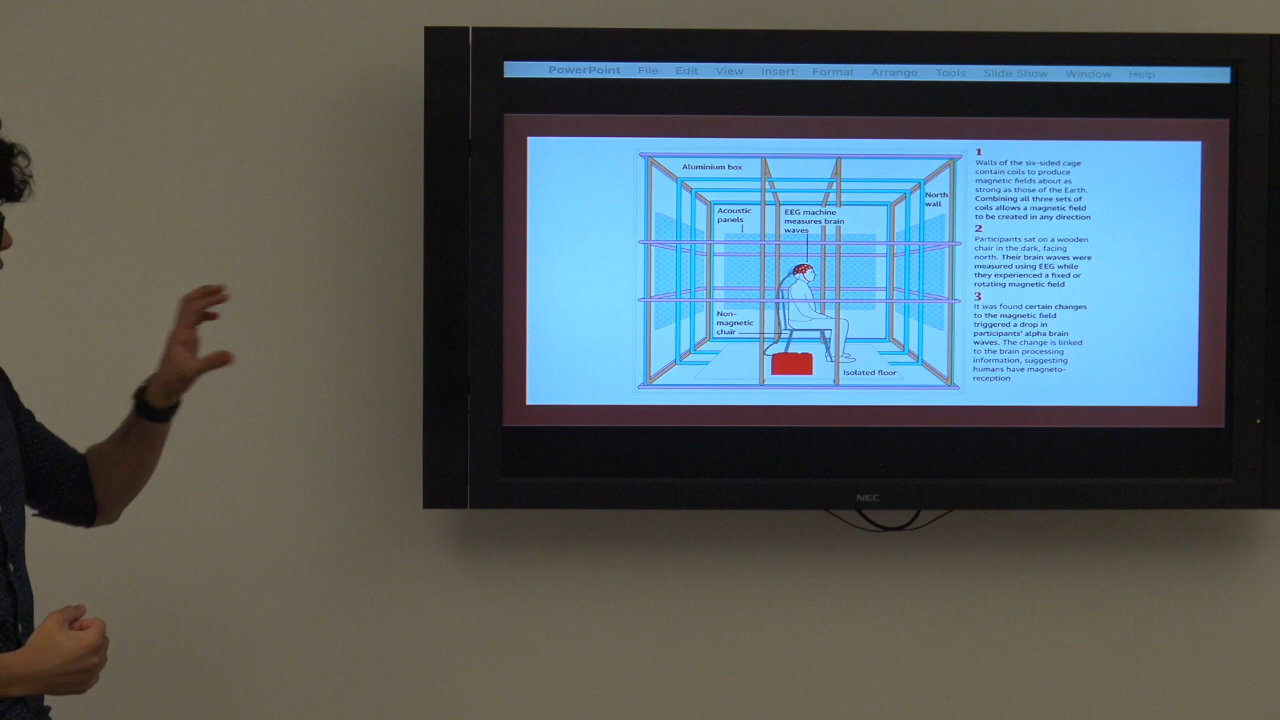 PowerPoint File Edit View Insert Format Arrange Tools Slide Show Window Help
Aluminium box
North
wall
Acoustic
panels
EEG machine
measures brain
waves
Non-
magnetic
chair
Isolated floor
1
Walls of the six-sided cage
contain coils to produce
magnetic fields about as
strong as those of the Earth.
Combining all three sets of
coils allows a magnetic field
to be created in any direction
2
Participants sat on a wooden
chair in the dark, facing
north. Their brain waves were
measured using EEG while
they experienced a fixed or
rotating magnetic field
3
It was found certain changes
to the magnetic field
triggered a drop in
participants' alpha brain
waves. The change is linked
to the brain processing
information, suggesting
humans have magneto-
reception
NEC